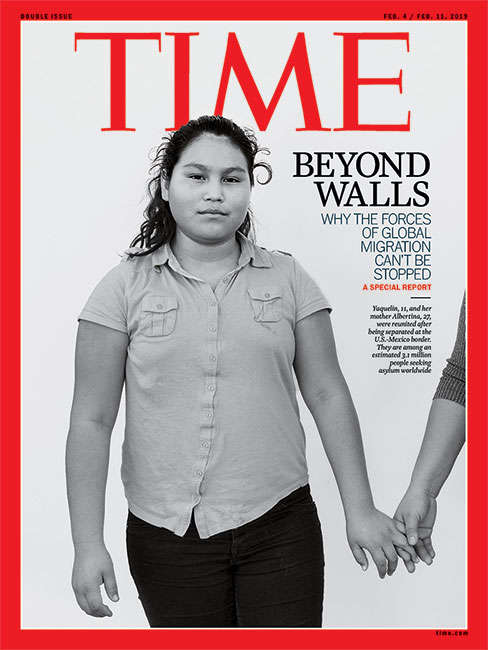 DOUBLE ISSUE
FEB. 4 / FEB. 11, 2019
TIME
BEYOND
WALLS
WHY THE FORCES
OF GLOBAL
MIGRATION
CAN'T BE
STOPPED
A SPECIAL REPORT
Yaquelin, 11, and her
mother Albertina, 27,
were reunited after
being separated at the
U.S.-Mexico border.
They are among an
estimated 3.1 million
people seeking
asylum worldwide
time.com